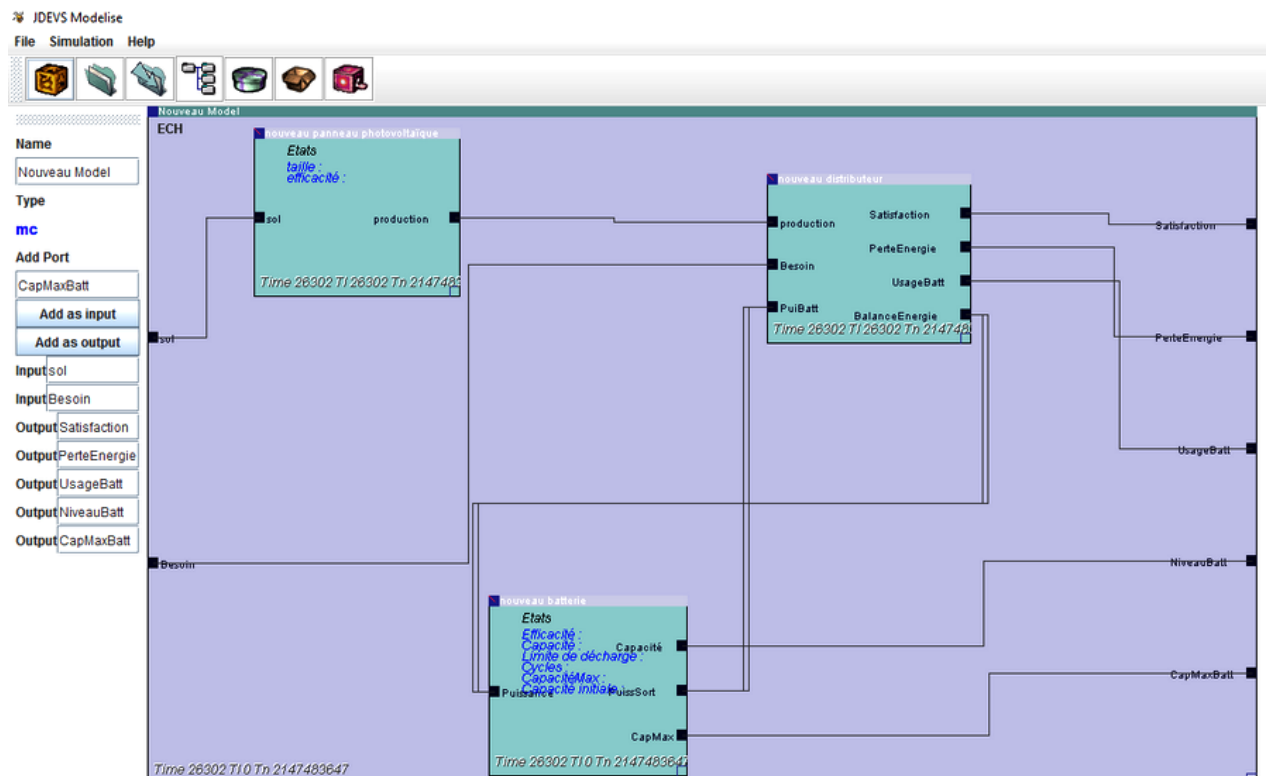 JDEVS Modelise
File Simulation Help
Name
Nouveau Model
Type
mc
Add Port
CapMaxBatt
Add as input
Add as output
Input sol
Input Besoin
Output Satisfaction
Output PerteEnergie
Output UsageBatt
Output NiveauBatt
Output CapMaxBatt
Nouveau Model
ECH
nouveau panneau photovoltaïque
Etats
taille :
efficacité :
sol production
Time 26302 Tl 26302 Tn 2147483
nouveau distributeur
Satisfaction
production
PerteEnergie
Besoin
UsageBatt
PuiBatt
BalanceEnergie
Time 26302 Tl 26302 Tn 214748
Satisfaction
sol
PerteEnergie
UsageBatt
Besoin
NiveauBatt
nouveau batterie
Etats
Efficacité :
Capacité :
Capacité
Limite de décharge :
Cycles :
CapacitéMax :
Capacité initiale :
Puissance
PuissSort
CapMaxBatt
CapMax
Time 26302 Tl 0 Tn 2147483647
Time 26302 Tl 0 Tn 2147483647